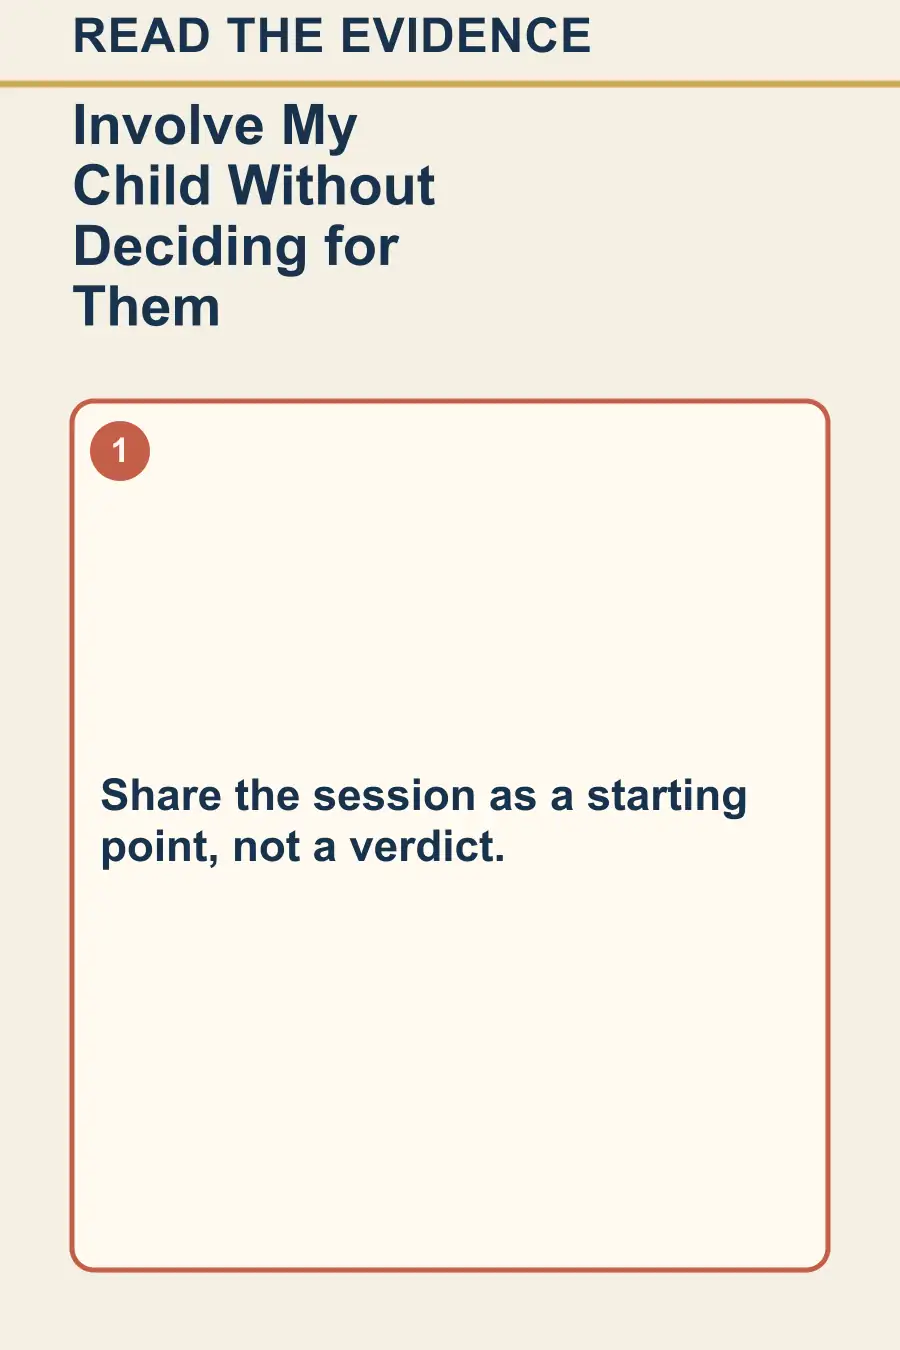 READ THE EVIDENCE
Involve My
Child Without
Deciding for
Them
1
Share the session as a starting
point, not a verdict.